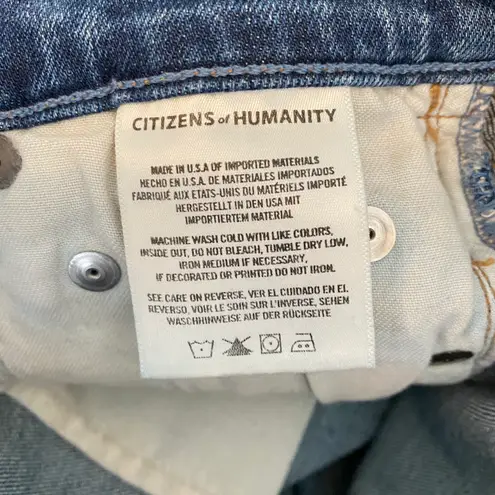 CITIZENS of HUMANITY
MADE IN U.S.A OF IMPORTED MATERIALS
HECHO EN U.S.A. DE MATERIALES IMPORTADOS
FABRIQUÉ AUX ETATS-UNIS DU MATÉRIELS IMPORTÉ
HERGESTELLT IN DEN USA MIT
IMPORTIERTEM MATERIAL
MACHINE WASH COLD WITH LIKE COLORS,
INSIDE OUT, DO NOT BLEACH, TUMBLE DRY LOW,
IRON MEDIUM IF NECESSARY,
IF DECORATED OR PRINTED DO NOT IRON.
SEE CARE ON REVERSE, VER EL CUIDADO EN EL
REVERSO, VOIR LE SOIN SUR L'INVERSE, SEHEN
WASCHHINWEISE AUF DER RÜCKSEITE